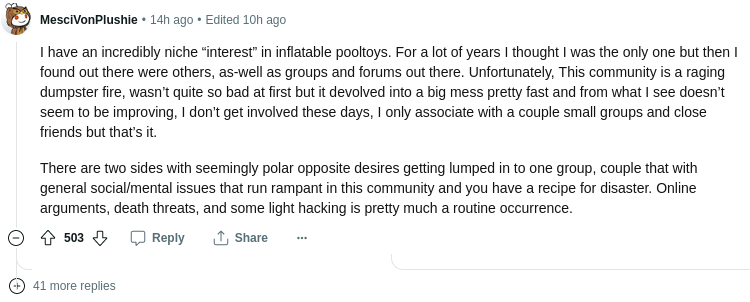 MesciVonPlushie • 14h ago • Edited 10h ago
I have an incredibly niche “interest” in inflatable pooltoys. For a lot of years I thought I was the only one but then I
found out there were others, as-well as groups and forums out there. Unfortunately, This community is a raging
dumpster fire, wasn’t quite so bad at first but it devolved into a big mess pretty fast and from what I see doesn’t
seem to be improving, I don’t get involved these days, I only associate with a couple small groups and close
friends but that’s it.
There are two sides with seemingly polar opposite desires getting lumped in to one group, couple that with
general social/mental issues that run rampant in this community and you have a recipe for disaster. Online
arguments, death threats, and some light hacking is pretty much a routine occurrence.
503 Reply Share ...
41 more replies